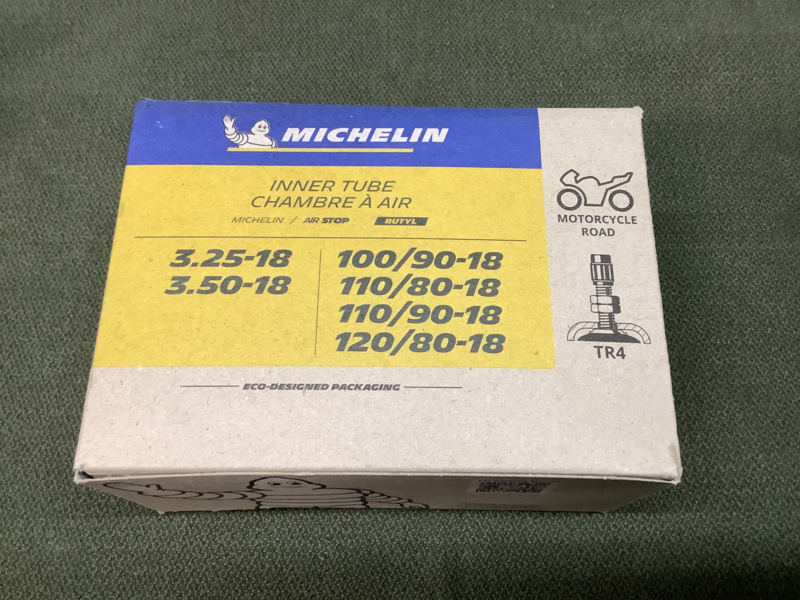 MICHELIN
INNER TUBE
CHAMBRE À AIR
MICHELIN / AIR STOP BUTYL
3.25-18
3.50-18
100/90-18
110/80-18
110/90-18
120/80-18
ECO-DESIGNED PACKAGING
MOTORCYCLE
ROAD
TR4